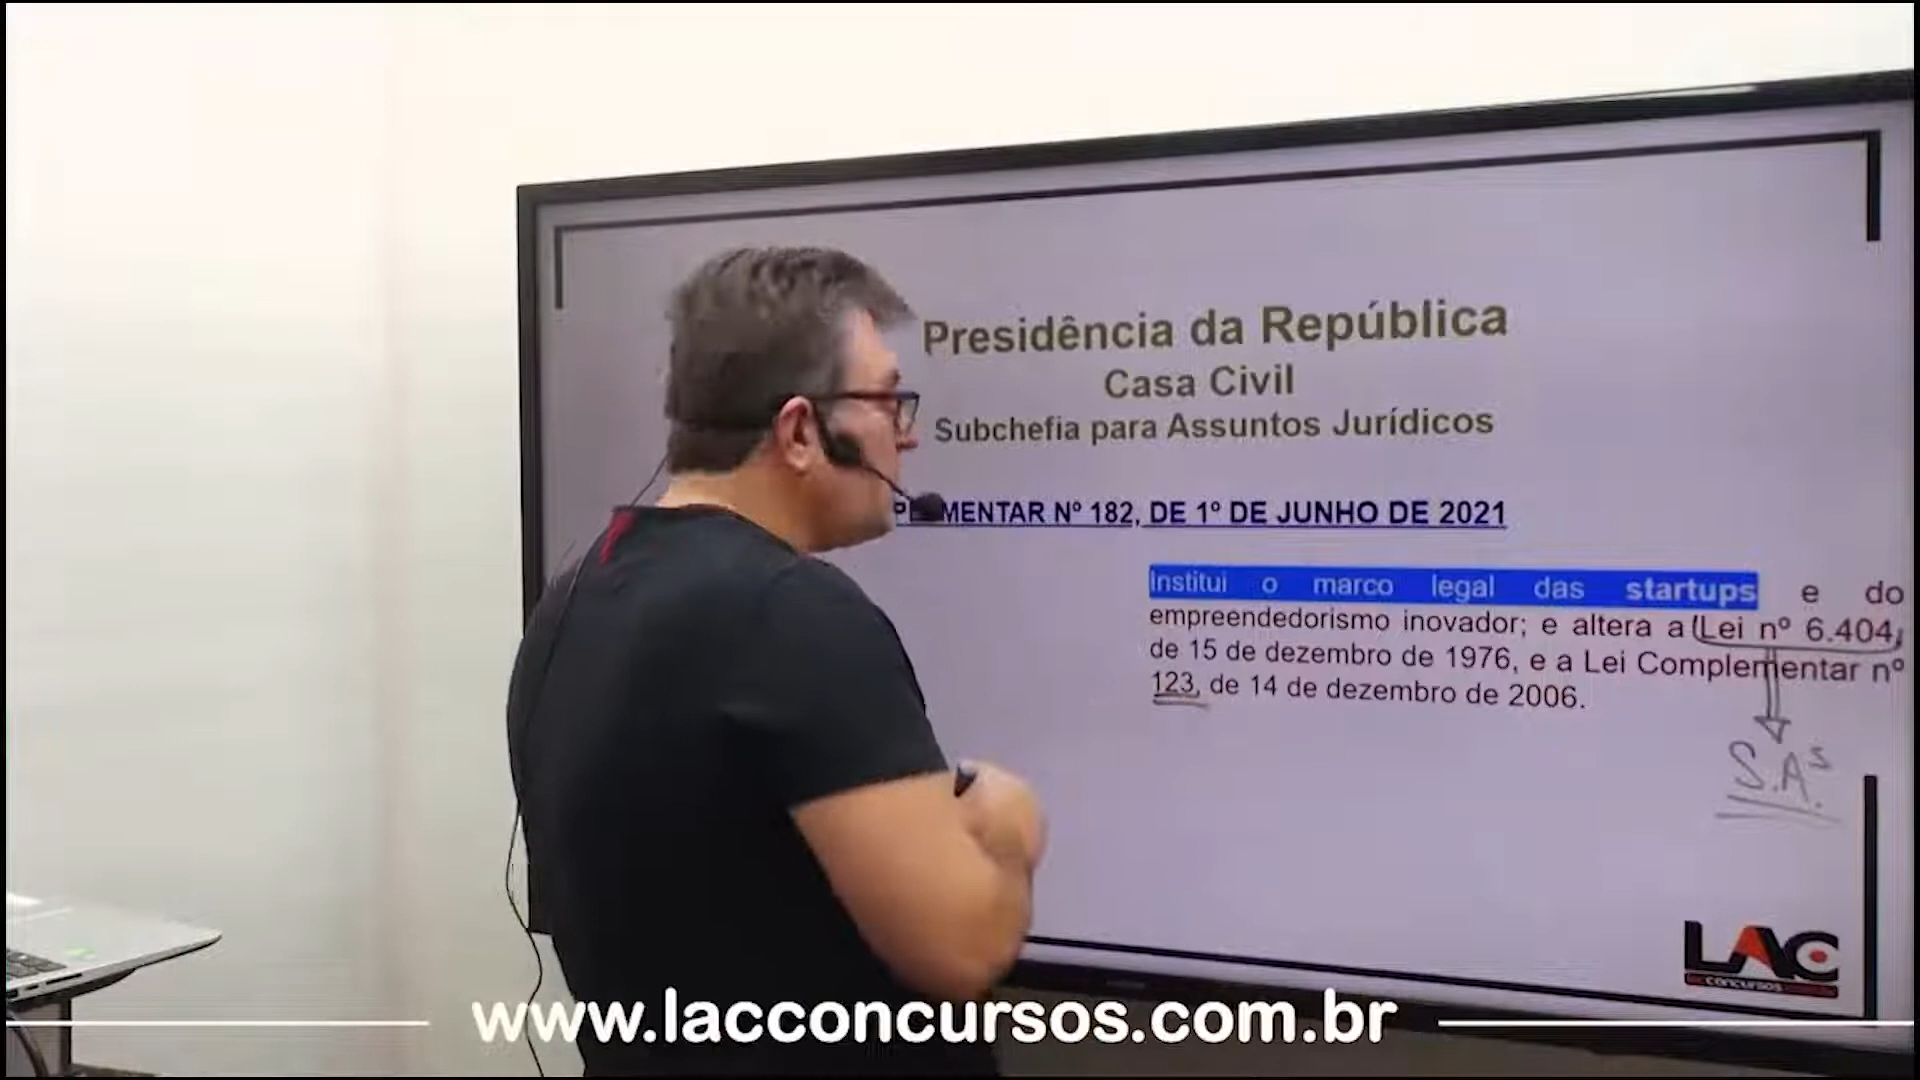 Presidência da República
Casa Civil
Subchefia para Assuntos Jurídicos
MENTAR Nº 182, DE 1º DE JUNHO DE 2021
Institui o marco legal das startups e do
empreendedorismo inovador; e altera a Lei nº 6.404,
de 15 de dezembro de 1976, e a Lei Complementar nº
123, de 14 de dezembro de 2006.
S.A.s
LAC
concursos
www.lacconcursos.com.br